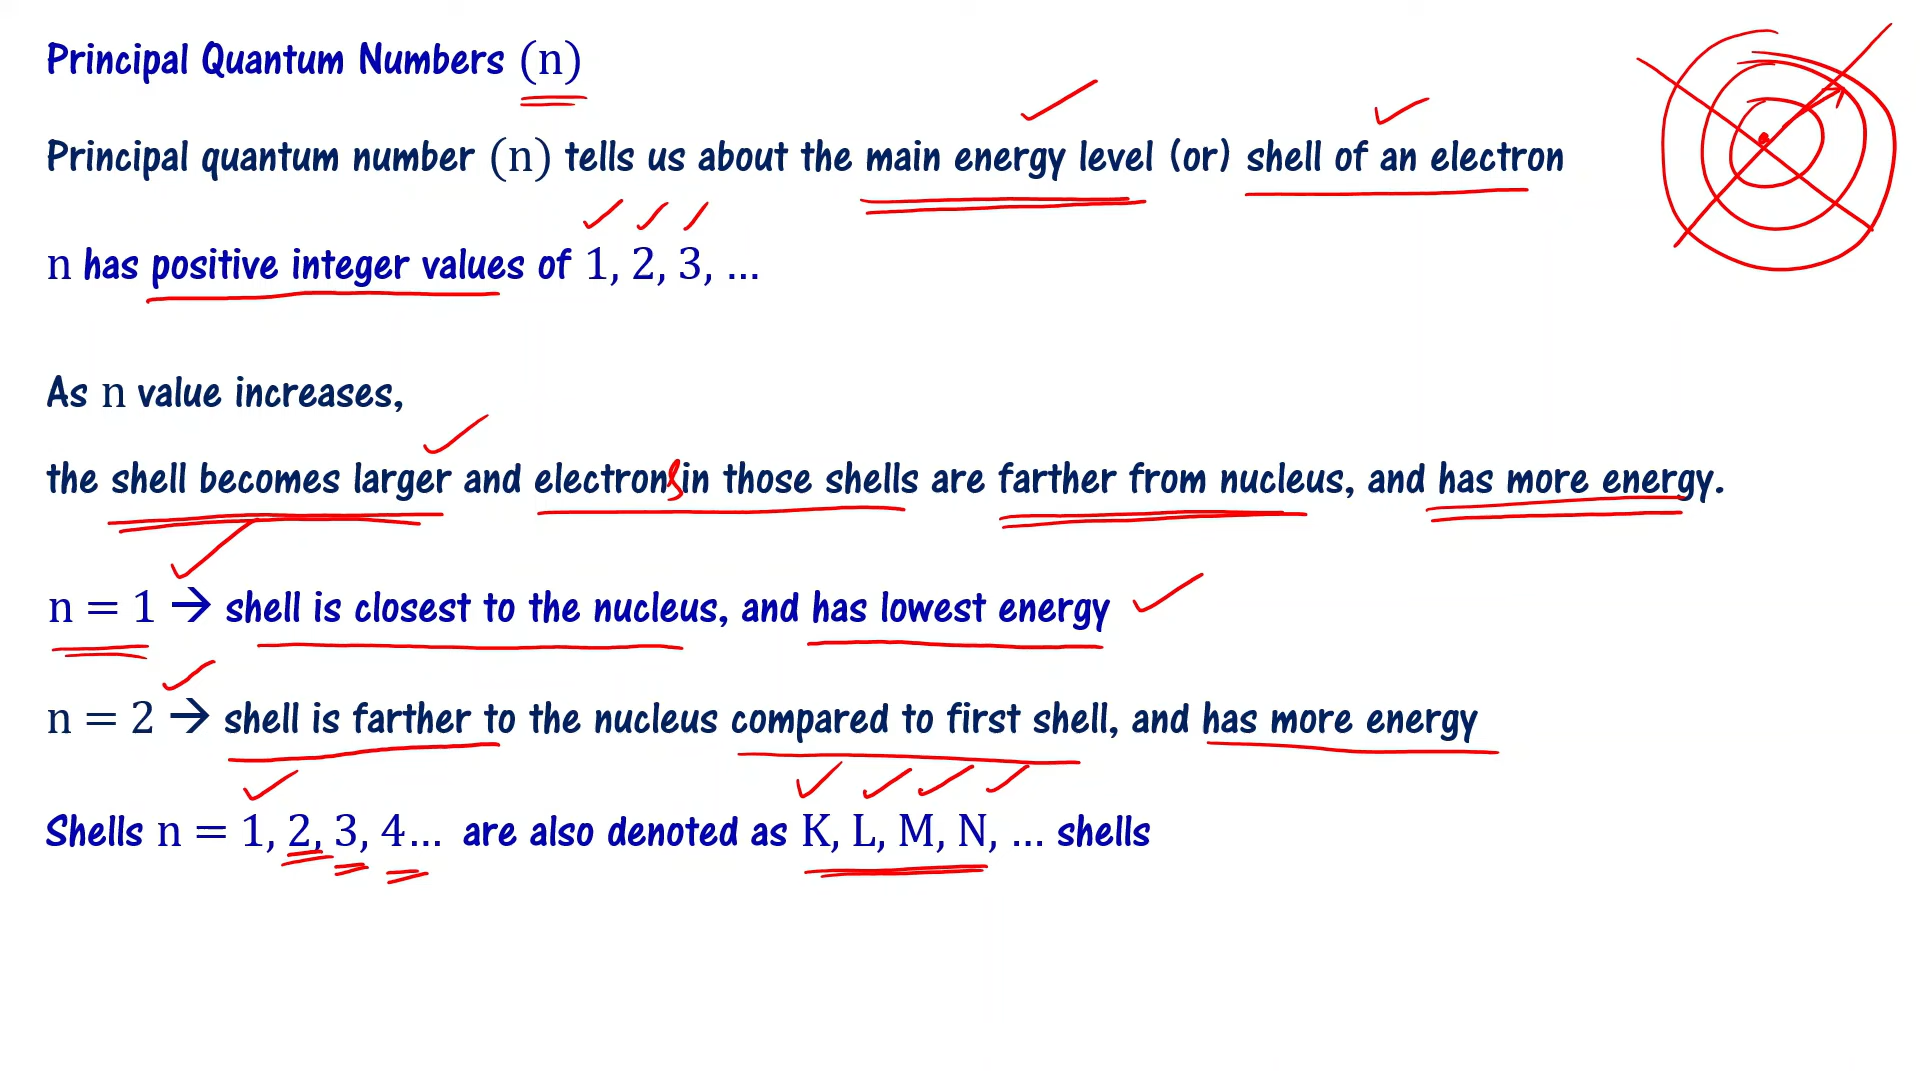 Principal Quantum Numbers (n)
Principal quantum number (n) tells us about the main energy level (or) shell of an electron
n has positive integer values of 1, 2, 3, ...
As n value increases,
the shell becomes larger and electrons in those shells are farther from nucleus, and has more energy.
n = 1 → shell is closest to the nucleus, and has lowest energy
n = 2 → shell is farther to the nucleus compared to first shell, and has more energy
Shells n = 1, 2, 3, 4... are also denoted as K, L, M, N, ... shells